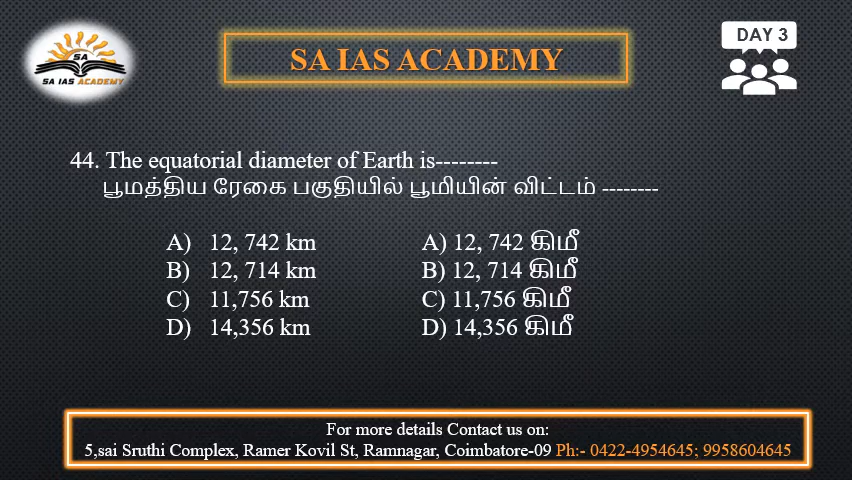 SA
SA IAS ACADEMY
SA IAS ACADEMY
DAY 3
44. The equatorial diameter of Earth is--------
பூமத்திய ரேகை பகுதியில் பூமியின் விட்டம் --------
A) 12, 742 km A) 12, 742 கிமீ
B) 12, 714 km B) 12, 714 கிமீ
C) 11,756 km C) 11,756 கிமீ
D) 14,356 km D) 14,356 கிமீ
For more details Contact us on:
5,sai Sruthi Complex, Ramer Kovil St, Ramnagar, Coimbatore-09 Ph:- 0422-4954645; 9958604645